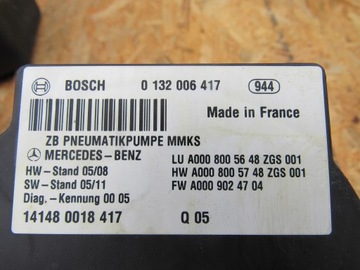 BOSCH 0 132 006 417 944
Made in France
ZB PNEUMATIKPUMPE MMKS
MERCEDES-BENZ LU A000 800 56 48 ZGS 001
HW-Stand 05/08 HW A000 800 57 48 ZGS 001
SW-Stand 05/11 FW A000 902 47 04
Diag. - Kennung 00 05
14148 0018 417 Q 05